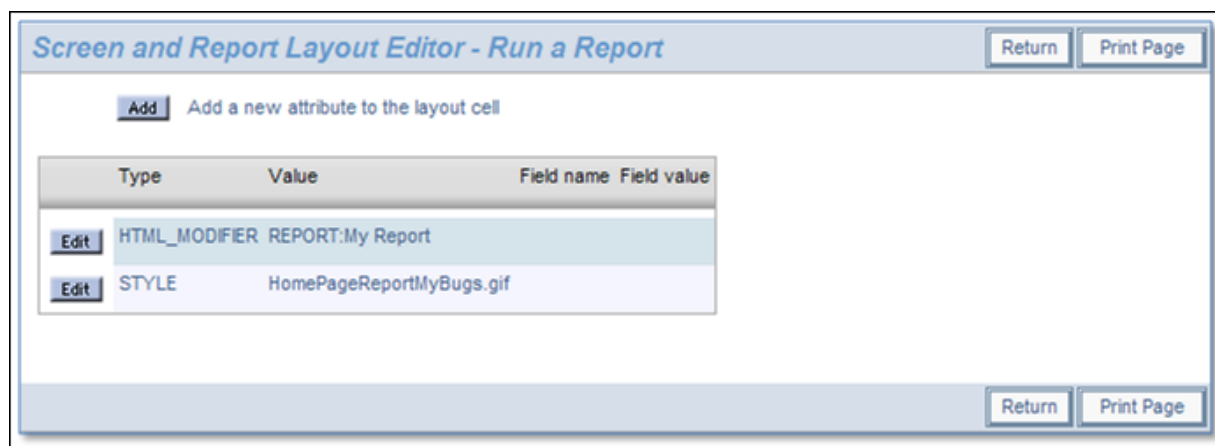 Screen and Report Layout Editor - Run a Report Return Print Page
Add Add a new attribute to the layout cell
Type Value Field name Field value
Edit HTML_MODIFIER REPORT:My Report
Edit STYLE HomePageReportMyBugs.gif
Return Print Page